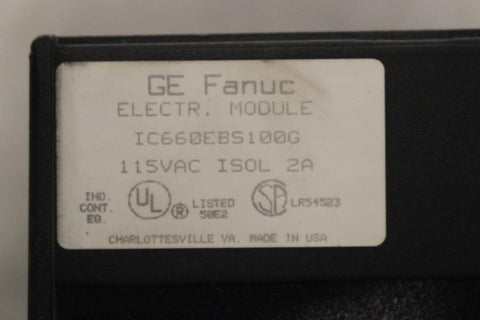 GE Fanuc
ELECTR. MODULE
IC660EBS100G
115VAC ISOL 2A
IND. CONT. EQ.
UL ® LISTED 50E2
SA LR54523
CHARLOTTESVILLE VA. MADE IN USA